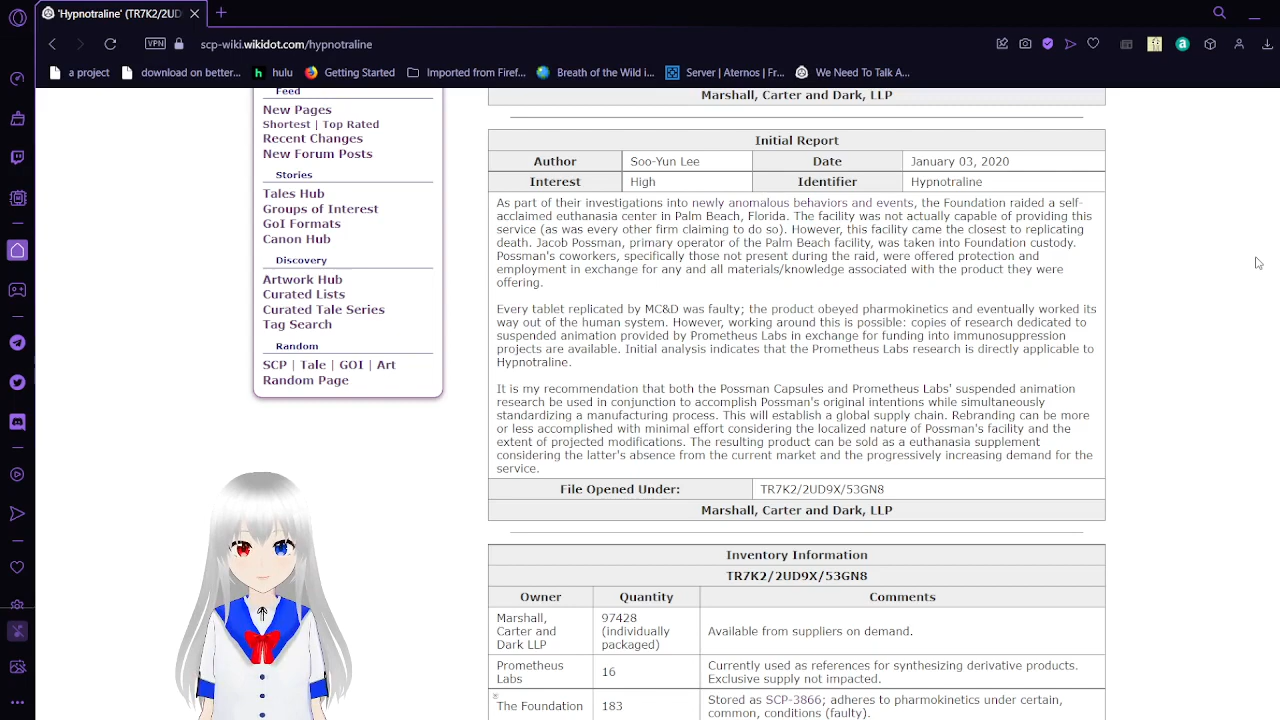 'Hypnotraline' (TR7K2/2UD
scp-wiki.wikidot.com/hypnotraline
VPN
a project
download on better...
hulu
Getting Started
Imported from Firef...
Breath of the Wild i...
Server | Aternos | Fr...
We Need To Talk A...
Feed
New Pages
Shortest | Top Rated
Recent Changes
New Forum Posts
Stories
Tales Hub
Groups of Interest
GoI Formats
Canon Hub
Discovery
Artwork Hub
Curated Lists
Curated Tale Series
Tag Search
Random
SCP | Tale | GOI | Art
Random Page
Marshall, Carter and Dark, LLP
Initial Report
Author Soo-Yun Lee Date January 03, 2020
Interest High Identifier Hypnotraline
As part of their investigations into newly anomalous behaviors and events, the Foundation raided a self-
acclaimed euthanasia center in Palm Beach, Florida. The facility was not actually capable of providing this
service (as was every other firm claiming to do so). However, this facility came the closest to replicating
death. Jacob Possman, primary operator of the Palm Beach facility, was taken into Foundation custody.
Possman's coworkers, specifically those not present during the raid, were offered protection and
employment in exchange for any and all materials/knowledge associated with the product they were
offering.
Every tablet replicated by MC&D was faulty; the product obeyed pharmokinetics and eventually worked its
way out of the human system. However, working around this is possible: copies of research dedicated to
suspended animation provided by Prometheus Labs in exchange for funding into immunosuppression
projects are available. Initial analysis indicates that the Prometheus Labs research is directly applicable to
Hypnotraline.
It is my recommendation that both the Possman Capsules and Prometheus Labs' suspended animation
research be used in conjunction to accomplish Possman's original intentions while simultaneously
standardizing a manufacturing process. This will establish a global supply chain. Rebranding can be more
or less accomplished with minimal effort considering the localized nature of Possman's facility and the
extent of projected modifications. The resulting product can be sold as a euthanasia supplement
considering the latter's absence from the current market and the progressively increasing demand for the
service.
File Opened Under: TR7K2/2UD9X/53GN8
Marshall, Carter and Dark, LLP
Inventory Information
TR7K2/2UD9X/53GN8
Owner Quantity Comments
Marshall,
Carter and
Dark LLP
97428
(individually
packaged)
Available from suppliers on demand.
Prometheus
Labs
16
Currently used as references for synthesizing derivative products.
Exclusive supply not impacted.
The Foundation
183
Stored as SCP-3866; adheres to pharmokinetics under certain,
common, conditions (faulty).